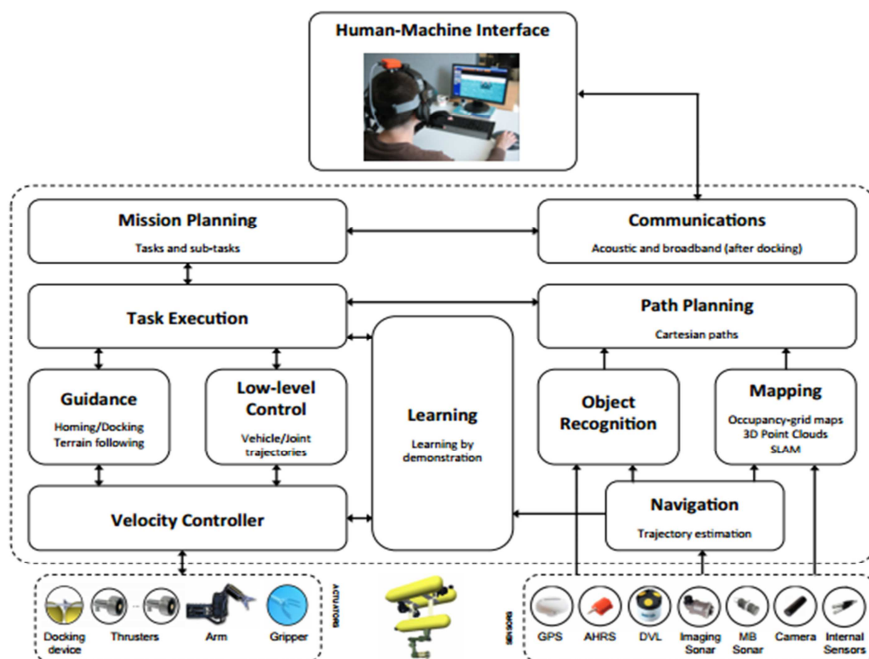 Human-Machine Interface
Mission Planning
Tasks and sub-tasks
Communications
Acoustic and broadband (after docking)
Task Execution
Path Planning
Cartesian paths
Guidance
Homing/Docking
Terrain following
Low-level
Control
Vehicle/Joint
trajectories
Learning
Learning by
demonstration
Object
Recognition
Mapping
Occupancy-grid maps
3D Point Clouds
SLAM
Velocity Controller
Navigation
Trajectory estimation
Docking
device
Thrusters
Arm
Gripper
ACTUATORS
SENSORS
GPS
AHRS
DVL
Imaging
Sonar
MB
Sonar
Camera
Internal
Sensors